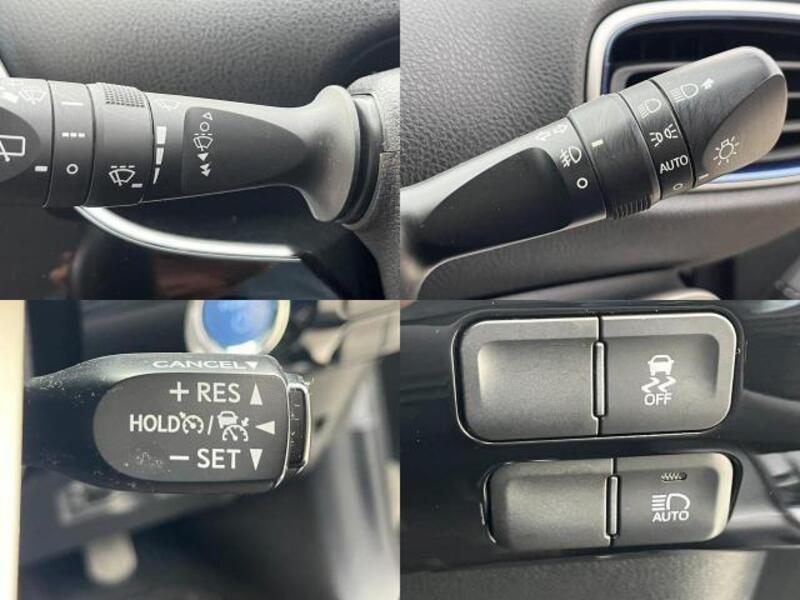 AUTO
CANCEL
+ RES
HOLD /
− SET
OFF
AUTO